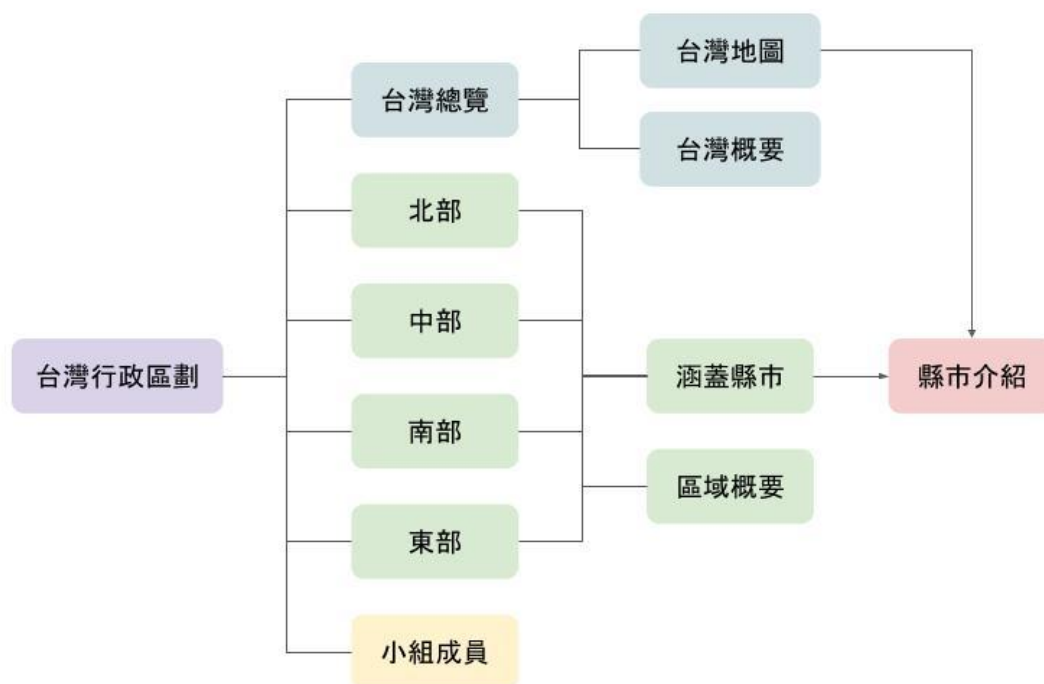 台灣行政區劃
台灣總覽
台灣地圖
台灣概要
北部
中部
南部
東部
涵蓋縣市
區域概要
縣市介紹
小組成員